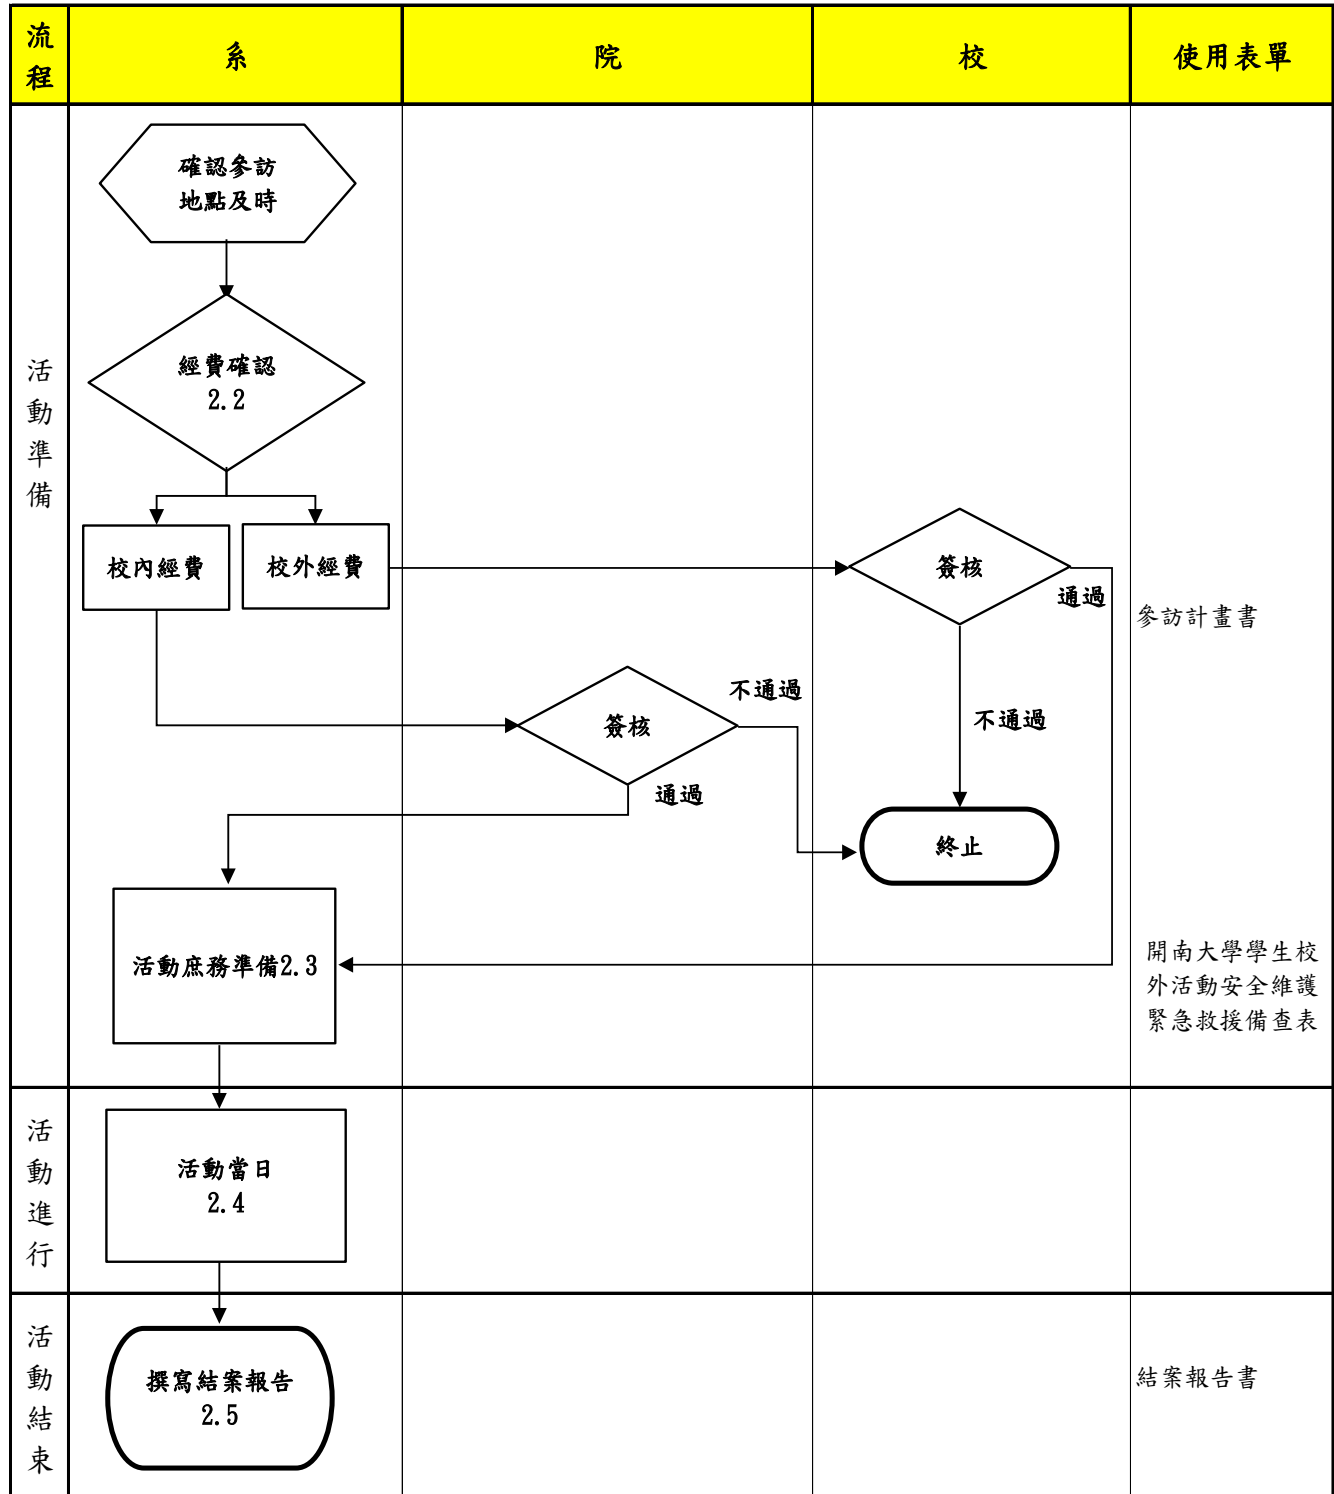 流
程
系
院
校
使用表單
活
動
準
備
確認參訪
地點及時
經費確認
2.2
校內經費
校外經費
簽核
通過
參訪計畫書
不通過
簽核
不通過
通過
終止
活動庶務準備2.3
開南大學學生校
外活動安全維護
緊急救援備查表
活
動
進
行
活動當日
2.4
活
動
結
束
撰寫結案報告
2.5
結案報告書